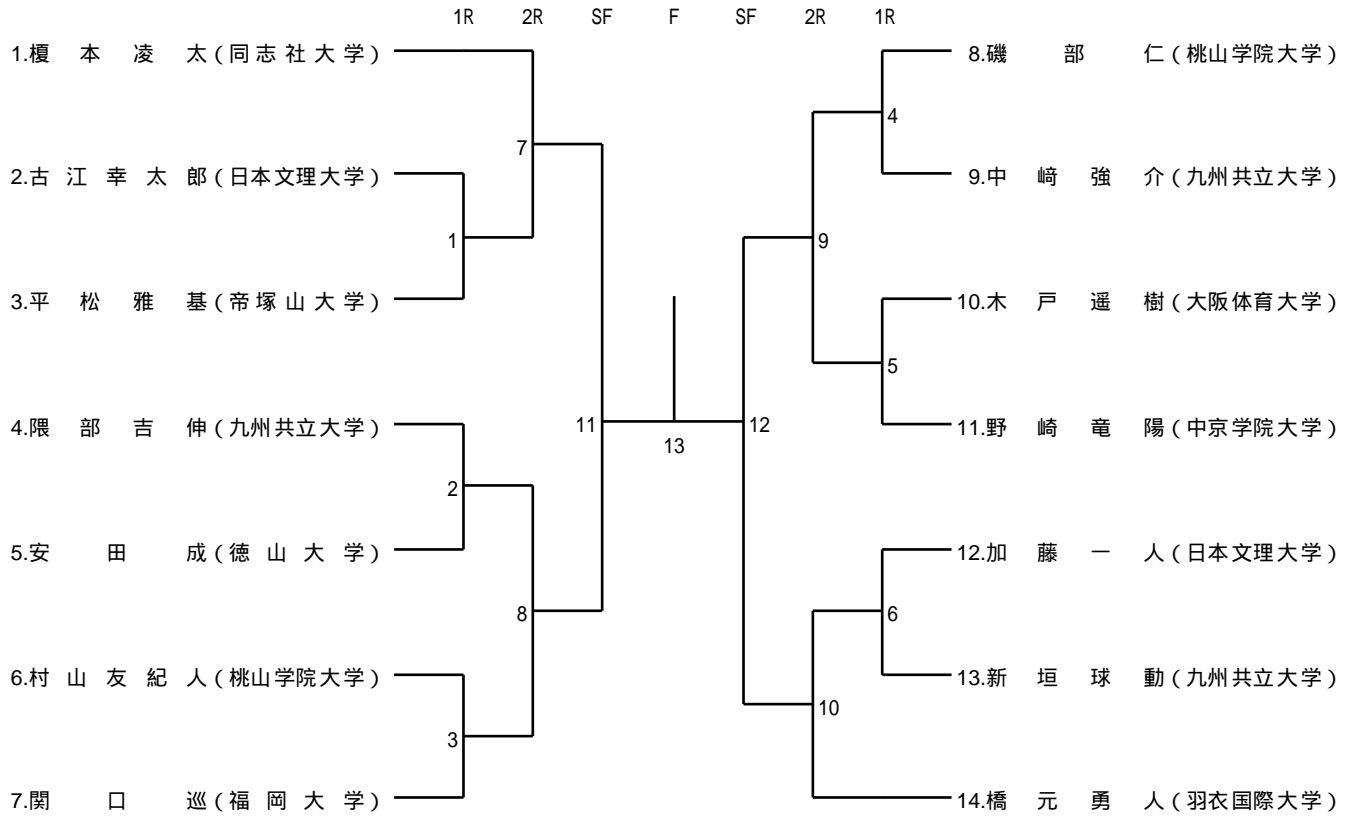 1R 2R SF F SF 2R 1R
1.榎本凌太(同志社大学)
2.古江幸太郎(日本文理大学)
3.平松雅基(帝塚山大学)
4.隈部吉伸(九州共立大学)
5.安田成(徳山大学)
6.村山友紀人(桃山学院大学)
7.関口巡(福岡大学)
1
2
3
7
8
11
13
12
9
10
4
5
6
8.磯部仁(桃山学院大学)
9.中﨑強介(九州共立大学)
10.木戸遥樹(大阪体育大学)
11.野崎竜陽(中京学院大学)
12.加藤一人(日本文理大学)
13.新垣球動(九州共立大学)
14.橋元勇人(羽衣国際大学)